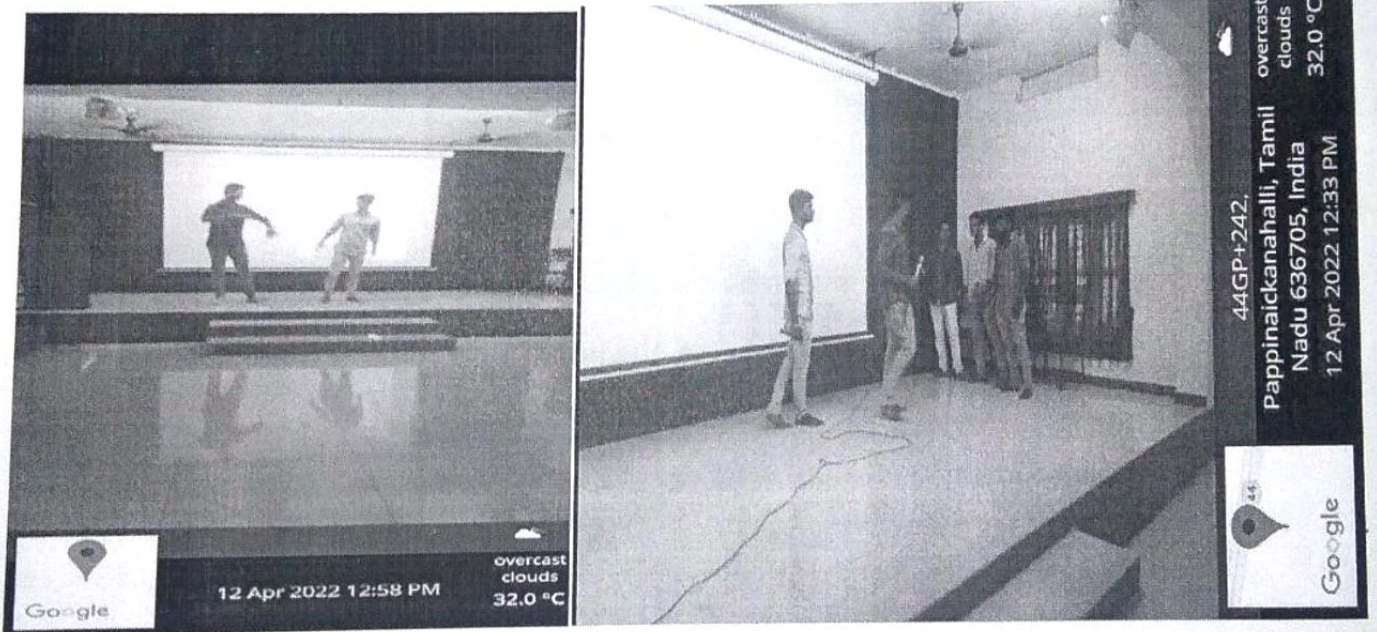 Google
12 Apr 2022 12:58 PM
overcast
clouds
32.0 °C
44GP+242,
Pappinaickanahalli, Tamil
Nadu 636705, India
12 Apr 2022 12:33 PM
overcast
clouds
32.0 °C
44
Google